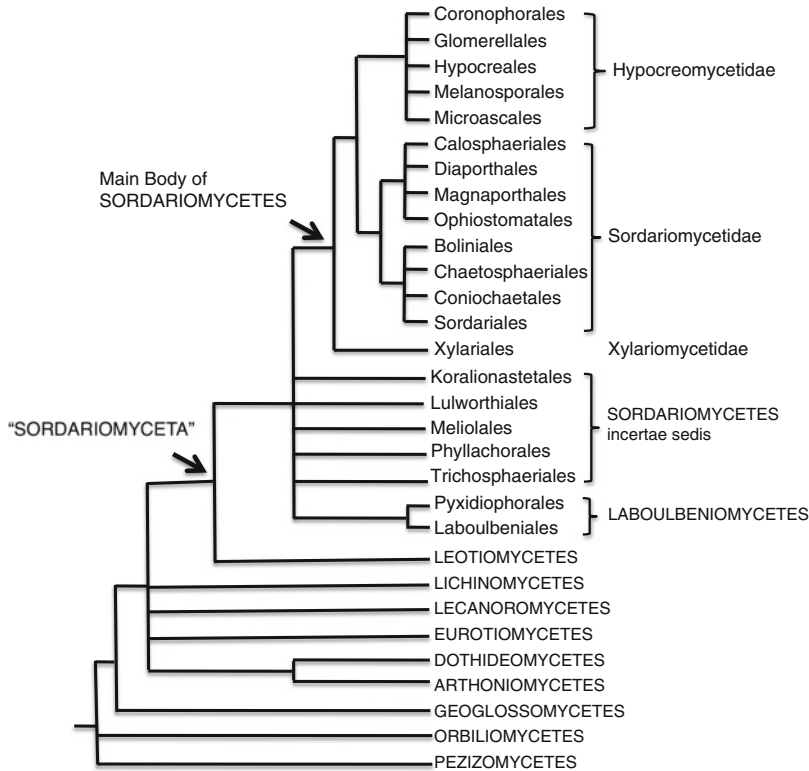 Coronophorales
Glomerellales
Hypocreales
Hypocreomycetidae
Melanosporales
Microascales
Calosphaeriales
Diaporthales
Main Body of
SORDARIOMYCETES
Magnaporthales
Ophiostomatales
Boliniales
Sordariomycetidae
Chaetosphaeriales
Coniochaetales
Sordariales
Xylariales
Xylariomycetidae
Koralionastetales
Lulworthiales
SORDARIOMYCETES
incertae sedis
"SORDARIOMYCETA"
Meliolales
Phyllachorales
Trichosphaeriales
Pyxidiophorales
LABOULBENIOMYCETES
Laboulbeniales
LEOTIOMYCETES
LICHINOMYCETES
LECANOROMYCETES
EUROTIOMYCETES
DOTHIDEOMYCETES
ARTHONIOMYCETES
GEOGLOSSOMYCETES
ORBILIOMYCETES
PEZIZOMYCETES